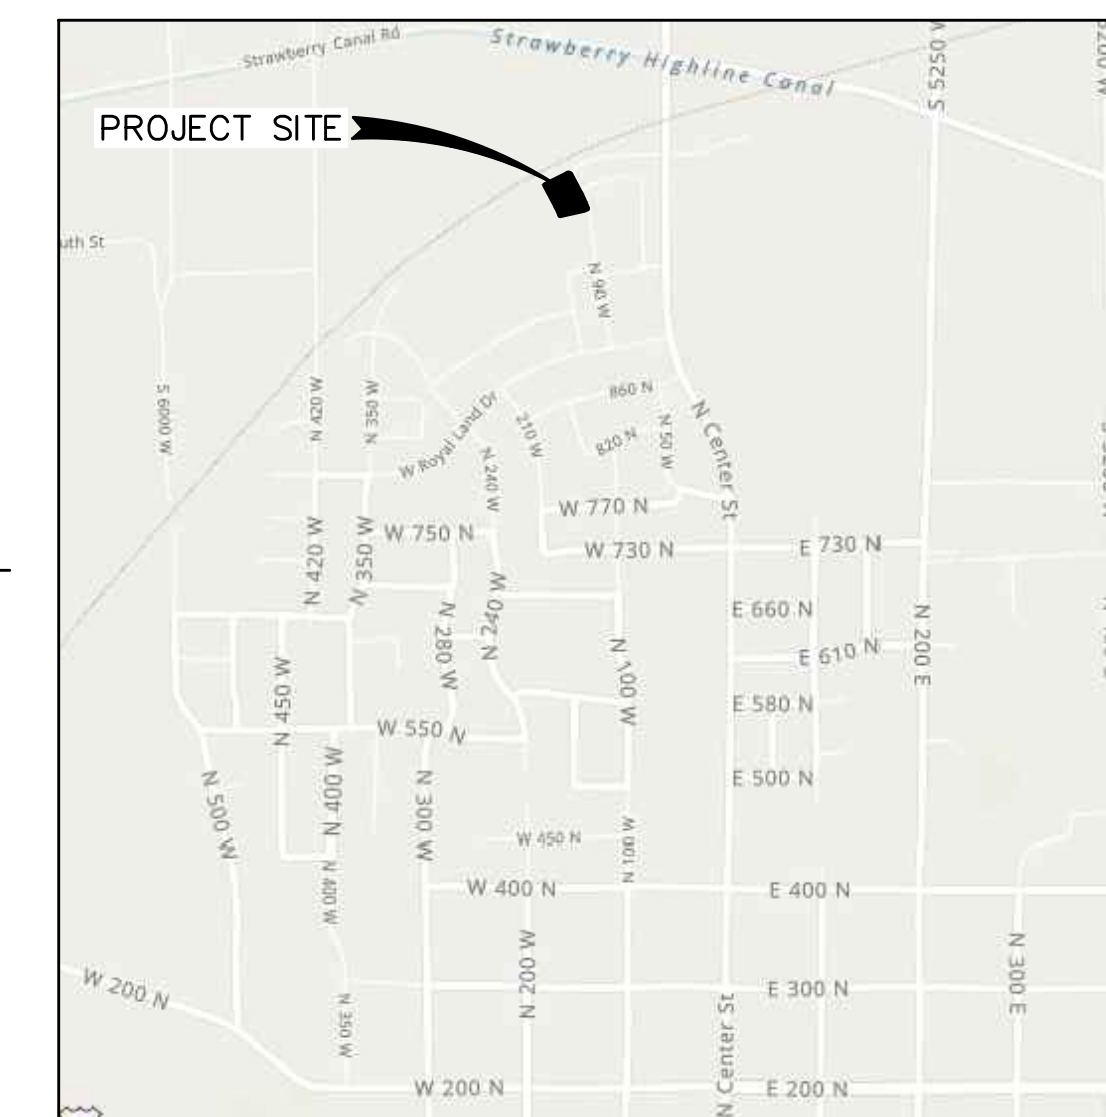 Strawberry Canal Rd
Strawberry Highline Canal
S 5250 W
PROJECT SITE
uth St
N 90 W
S 6000 W
N 420 W
N 350 W
W Royal Land Dr
210 W
860 N
820 N
N 50 W
N Center St
N 240 W
W 770 N
W 750 N
W 730 N
E 730 N
N 420 W
N 350 W
N 280 W
N 240 W
N 100 W
E 660 N
E 610 N
N 200 E
N 450 W
W 550 N
E 580 N
E 500 N
N 500 W
N 400 W
N 300 W
W 450 N
N 100 W
N 400 W
W 400 N
E 400 N
N 200 W
N 300 E
W 200 N
E 300 N
N 350 W
N Center St
W 200 N
E 200 N